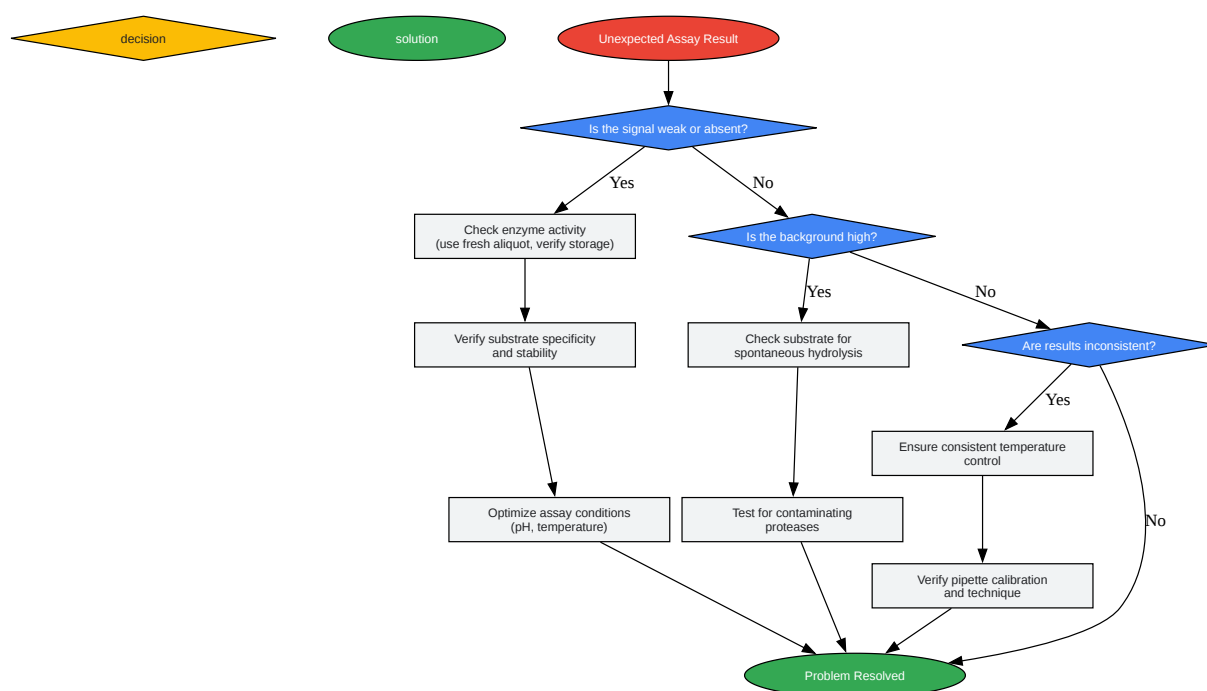 decision
solution
Unexpected Assay Result
Is the signal weak or absent?
Yes
No
Check enzyme activity
(use fresh aliquot, verify storage)
Is the background high?
Yes
No
Verify substrate specificity
and stability
Check substrate for
spontaneous hydrolysis
Are results inconsistent?
Yes
Ensure consistent temperature
control
Optimize assay conditions
(pH, temperature)
Test for contaminating
proteases
No
Verify pipette calibration
and technique
Problem Resolved